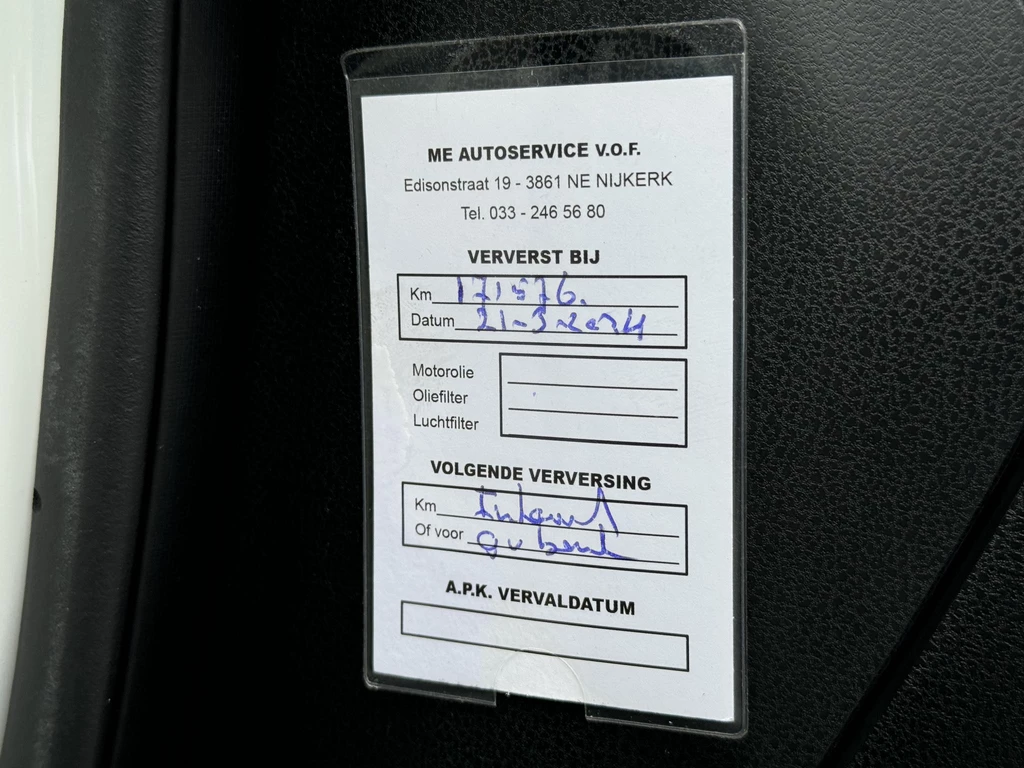 ME AUTOSERVICE V.O.F.
Edisonstraat 19 - 3861 NE NIJKERK
Tel. 033 - 246 56 80
VERVERST BIJ
Km 171576.
Datum 21-3-2024
Motorolie
Oliefilter
Luchtfilter
VOLGENDE VERVERSING
Km
Of voor
A.P.K. VERVALDATUM